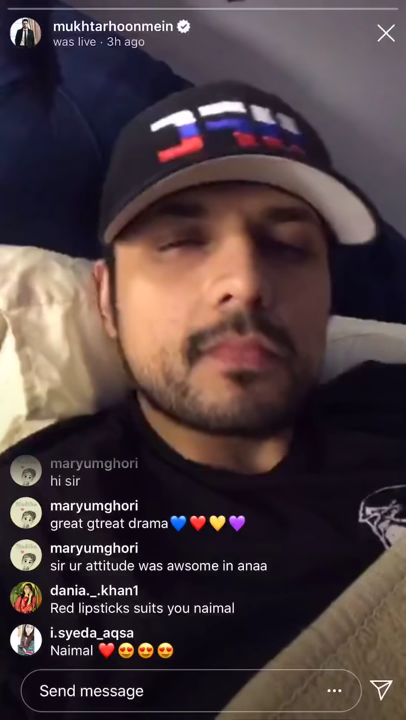 mukhtarhoonmein
was live · 3h ago
maryumghori
hi sir
maryumghori
great gtreat drama💙❤️💛💜
maryumghori
sir ur attitude was awsome in anaa
dania._.khan1
Red lipsticks suits you naimal
i.syeda_aqsa
Naimal ❤️😍😍😍
Send message